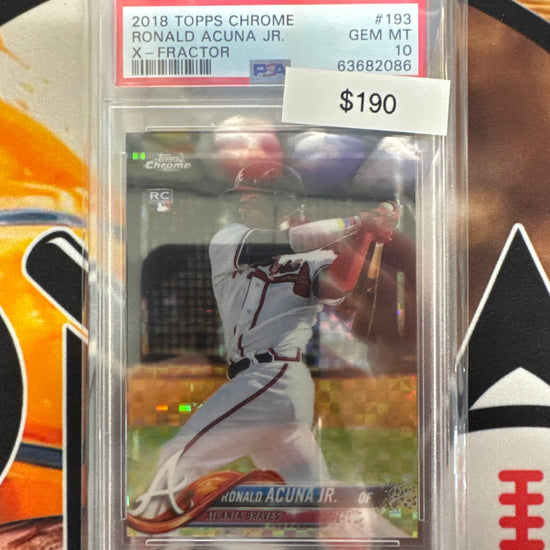 2018 TOPPS CHROME #193
RONALD ACUNA JR. GEM MT
X-FRACTOR 10
PSA 63682086
$190
Topps
Chrome
RC
A
RONALD ACUNA JR. OF
ATLANTA BRAVES